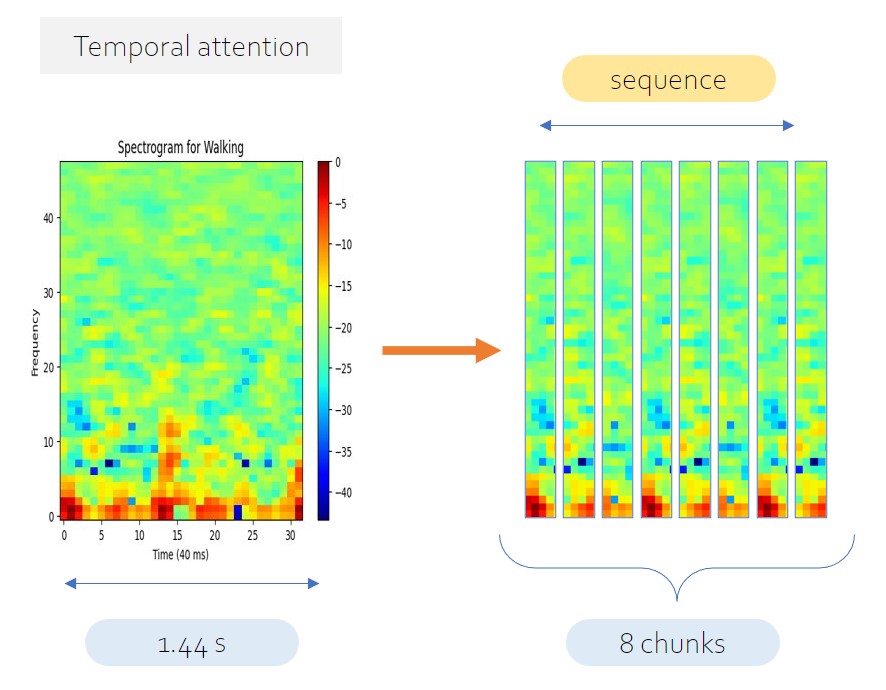 Temporal attention
sequence
Spectrogram for Walking
Frequency
40
30
20
10
0
0 5 10 15 20 25 30
Time (40 ms)
0
−5
−10
−15
−20
−25
−30
−35
−40
1.44 s
8 chunks